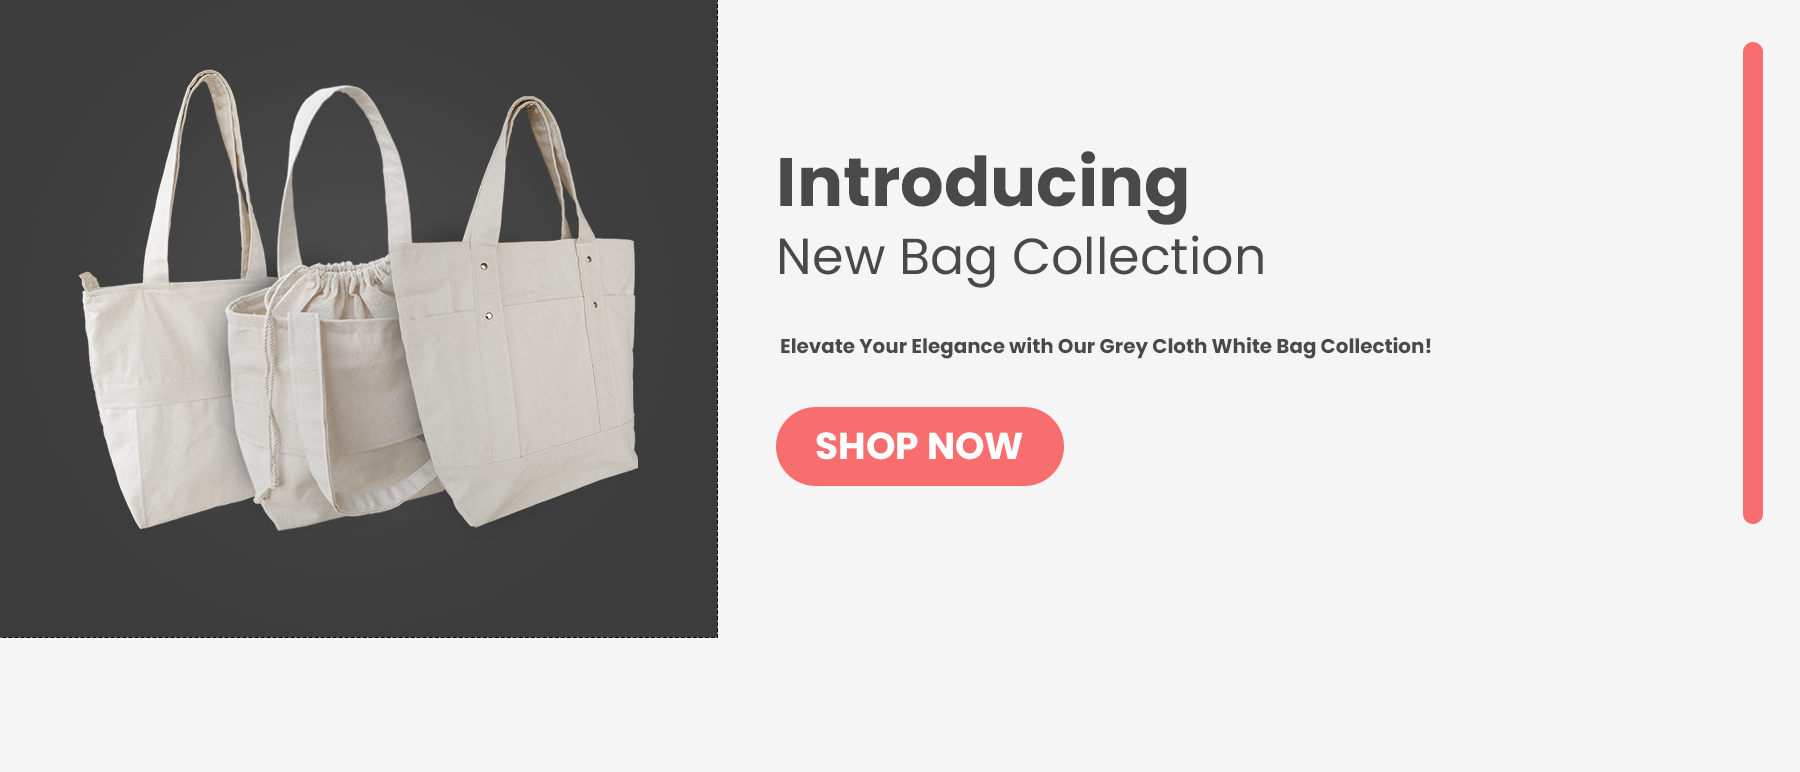 Introducing
New Bag Collection
Elevate Your Elegance with Our Grey Cloth White Bag Collection!
SHOP NOW